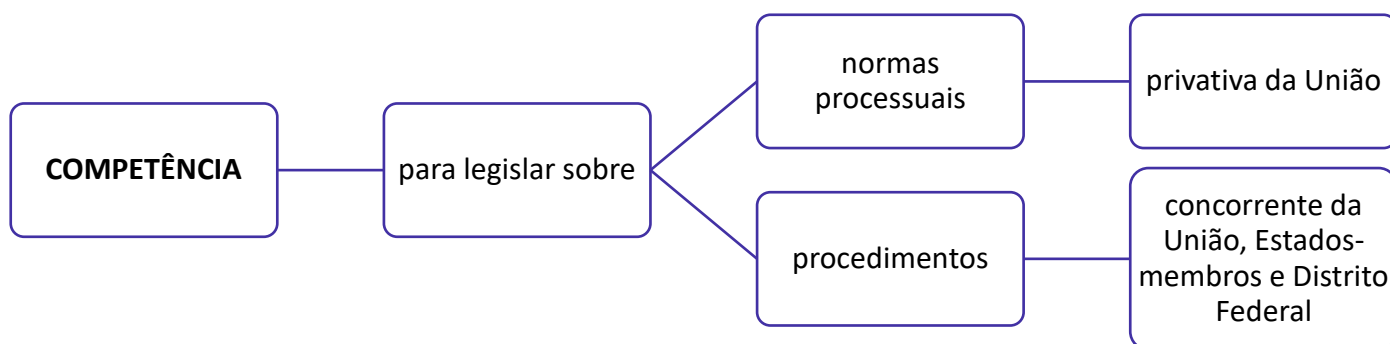 COMPETÊNCIA
para legislar sobre
normas
processuais
privativa da União
procedimentos
concorrente da
União, Estados-
membros e Distrito
Federal